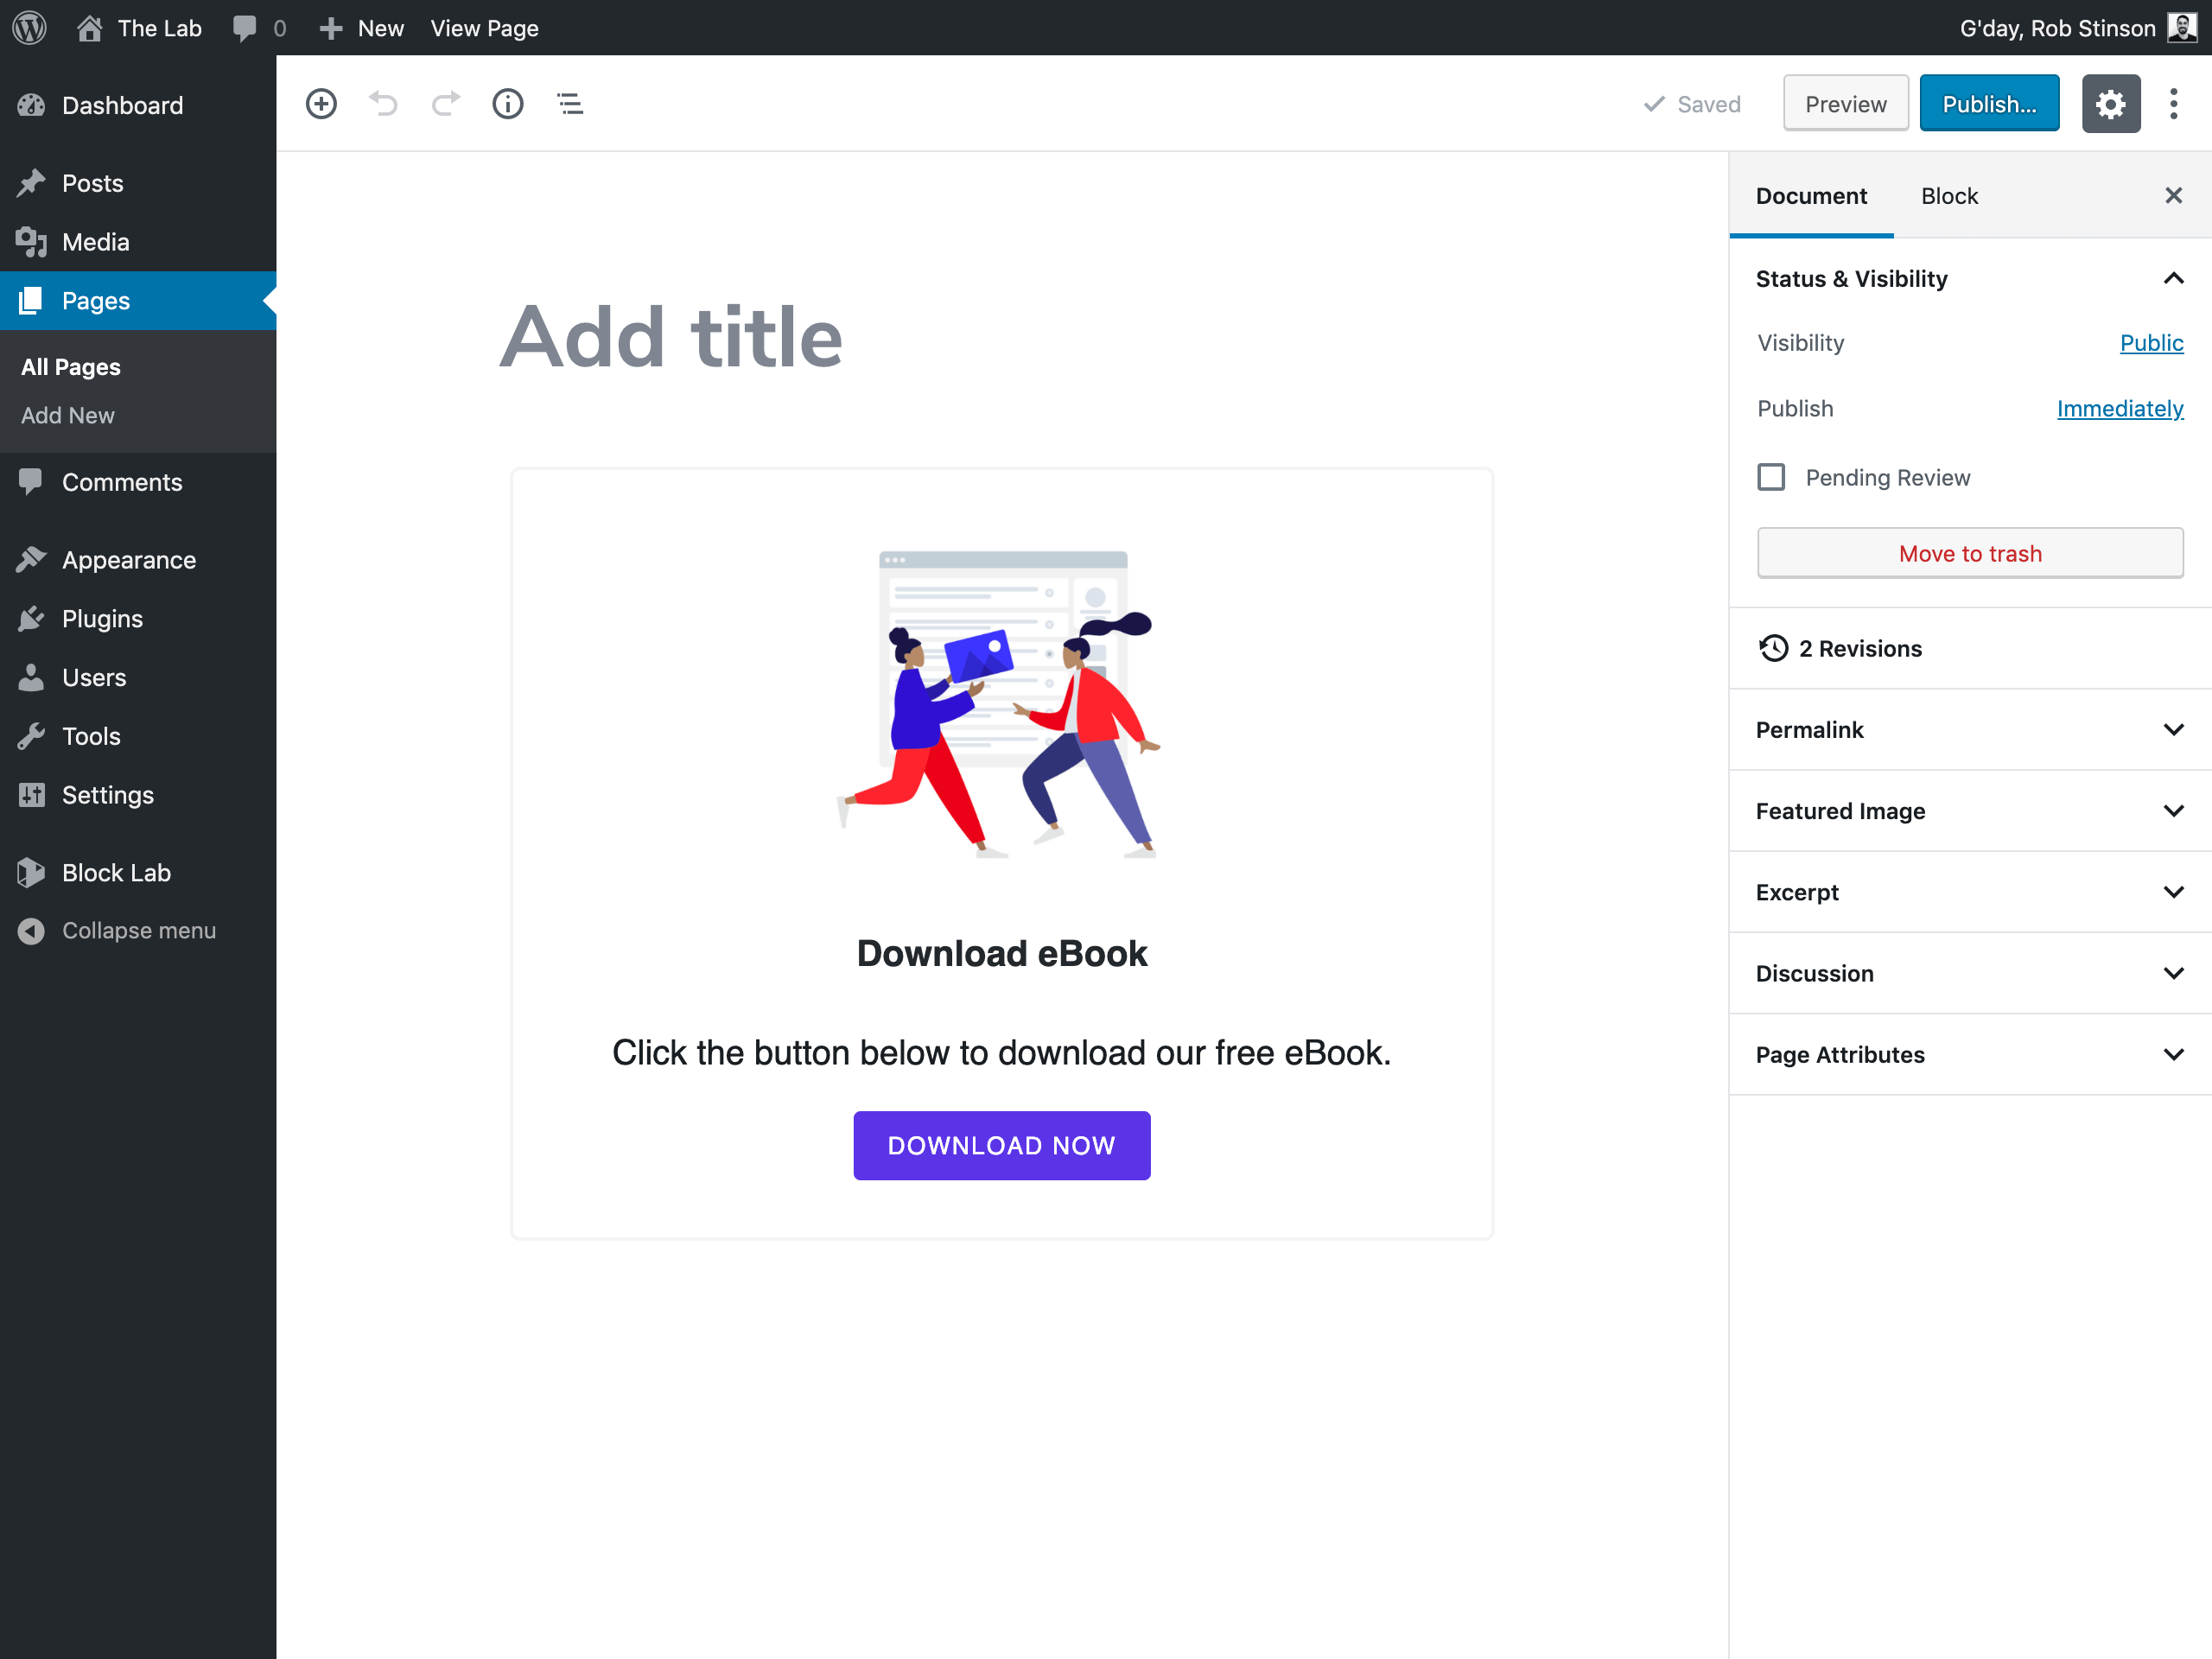 The Lab 0 New View Page G'day, Rob Stinson
Dashboard
Posts
Media
Pages
All Pages
Add New
Comments
Appearance
Plugins
Users
Tools
Settings
Block Lab
Collapse menu
Saved Preview Publish...
Add title
Download eBook
Click the button below to download our free eBook.
DOWNLOAD NOW
Document Block
Status & Visibility
Visibility Public
Publish Immediately
Pending Review
Move to trash
2 Revisions
Permalink
Featured Image
Excerpt
Discussion
Page Attributes